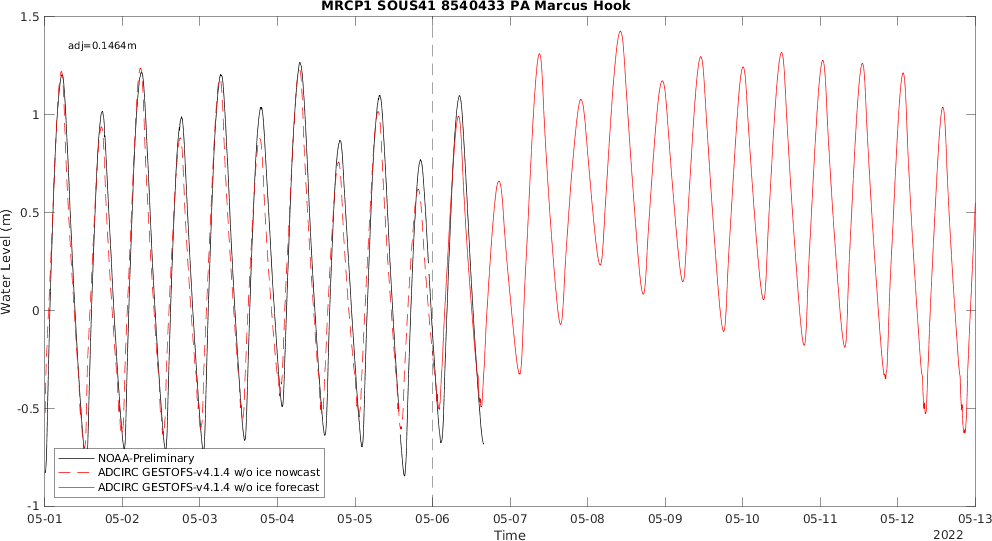 MRCP1 SOUS41 8540433 PA Marcus Hook
adj=0.1464m
1.5
1
0.5
0
-0.5
-1
Water Level (m)
NOAA-Preliminary
ADCIRC GESTOFS-v4.1.4 w/o ice nowcast
ADCIRC GESTOFS-v4.1.4 w/o ice forecast
05-01 05-02 05-03 05-04 05-05 05-06 05-07 05-08 05-09 05-10 05-11 05-12 05-13
Time
2022